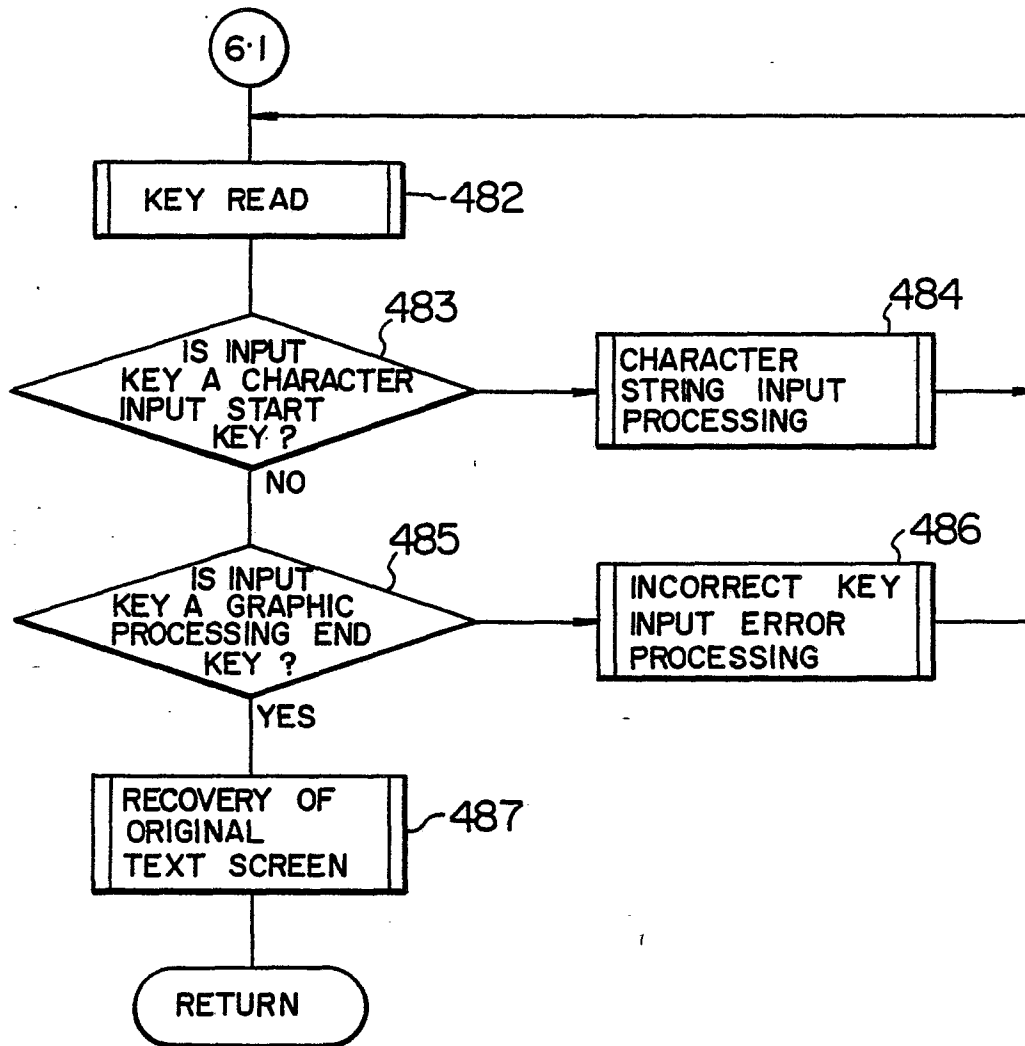 6·1
KEY READ
482
483
IS INPUT
KEY A CHARACTER
INPUT START
KEY ?
484
CHARACTER
STRING INPUT
PROCESSING
NO
485
IS INPUT
KEY A GRAPHIC
PROCESSING END
KEY ?
486
INCORRECT KEY
INPUT ERROR
PROCESSING
YES
RECOVERY OF
ORIGINAL
TEXT SCREEN
487
RETURN